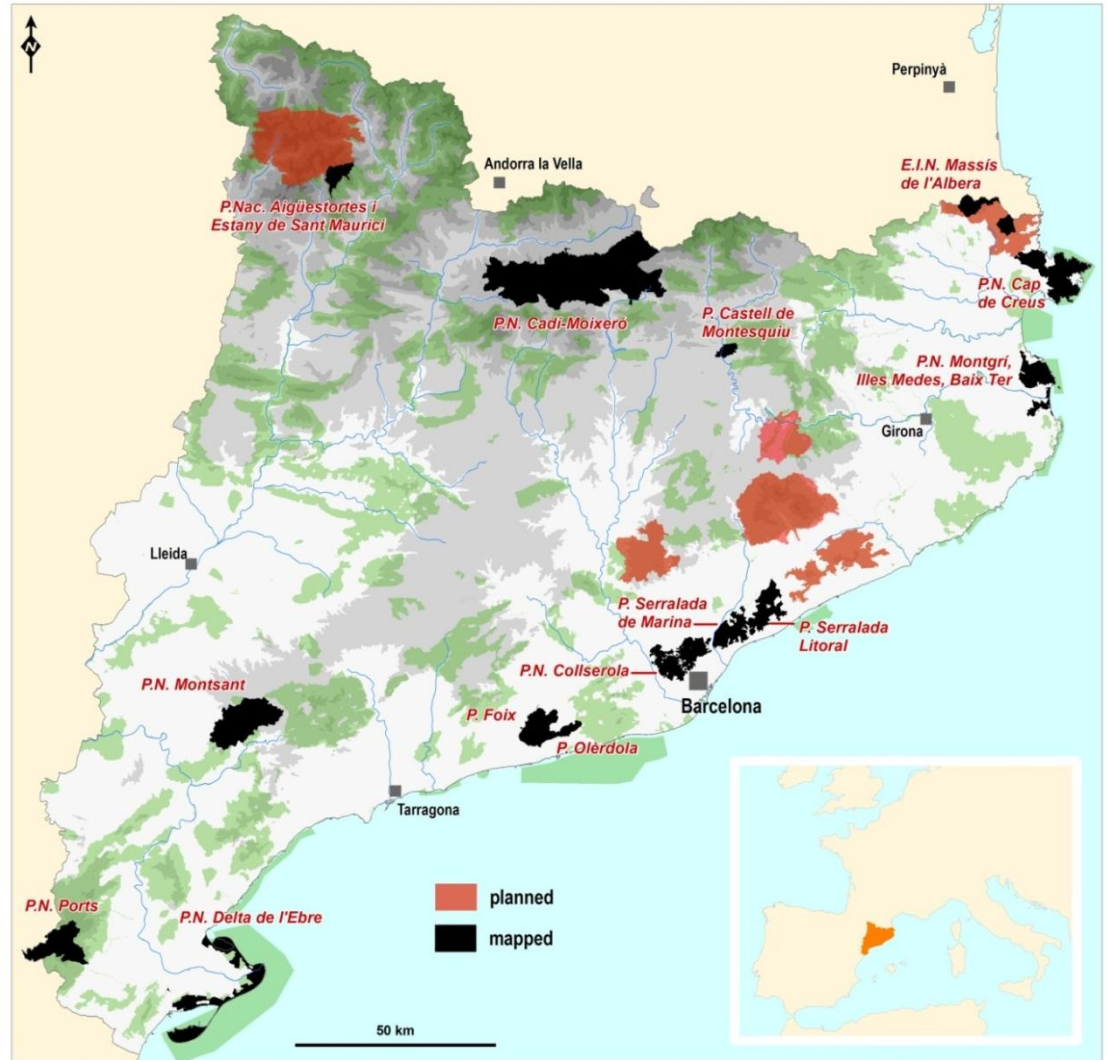 N
Perpinyà
Andorra la Vella
E.I.N. Massís
de l'Albera
P.Nac. Aigüestortes i
Estany de Sant Maurici
P.N. Cap
de Creus
P.N. Cadí-Moixeró
P. Castell de
Montesquiu
P.N. Montgrí,
Illes Medes, Baix Ter
Girona
Lleida
P. Serralada
de Marina
P. Serralada
Litoral
P.N. Collserola
P.N. Montsant
Barcelona
P. Foix
P. Olèrdola
Tarragona
planned
P.N. Ports
P.N. Delta de l'Ebre
mapped
50 km